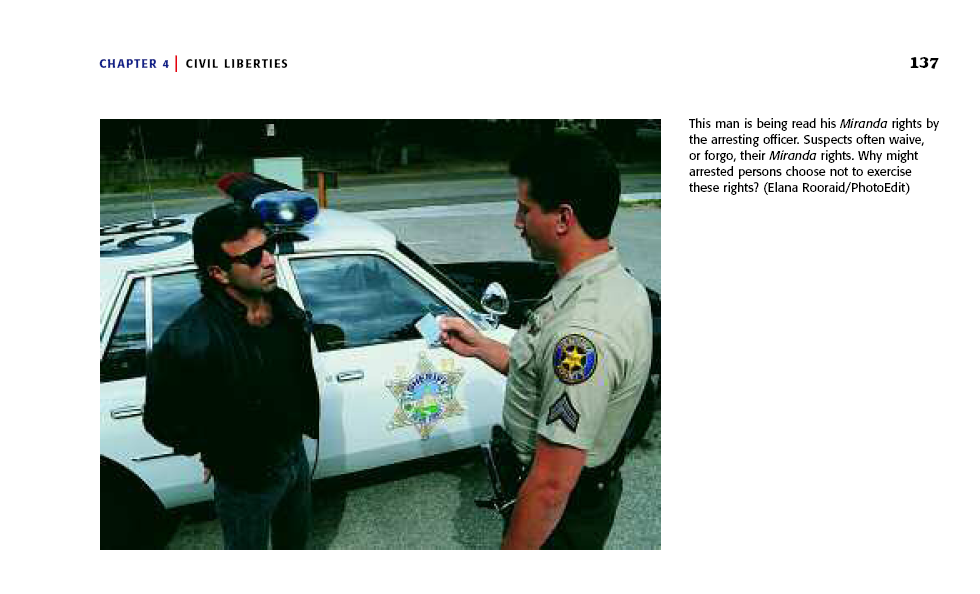 CHAPTER 4 | CIVIL LIBERTIES
137
This man is being read his Miranda rights by
the arresting officer. Suspects often waive,
or forgo, their Miranda rights. Why might
arrested persons choose not to exercise
these rights? (Elana Rooraid/PhotoEdit)
SHERIFF